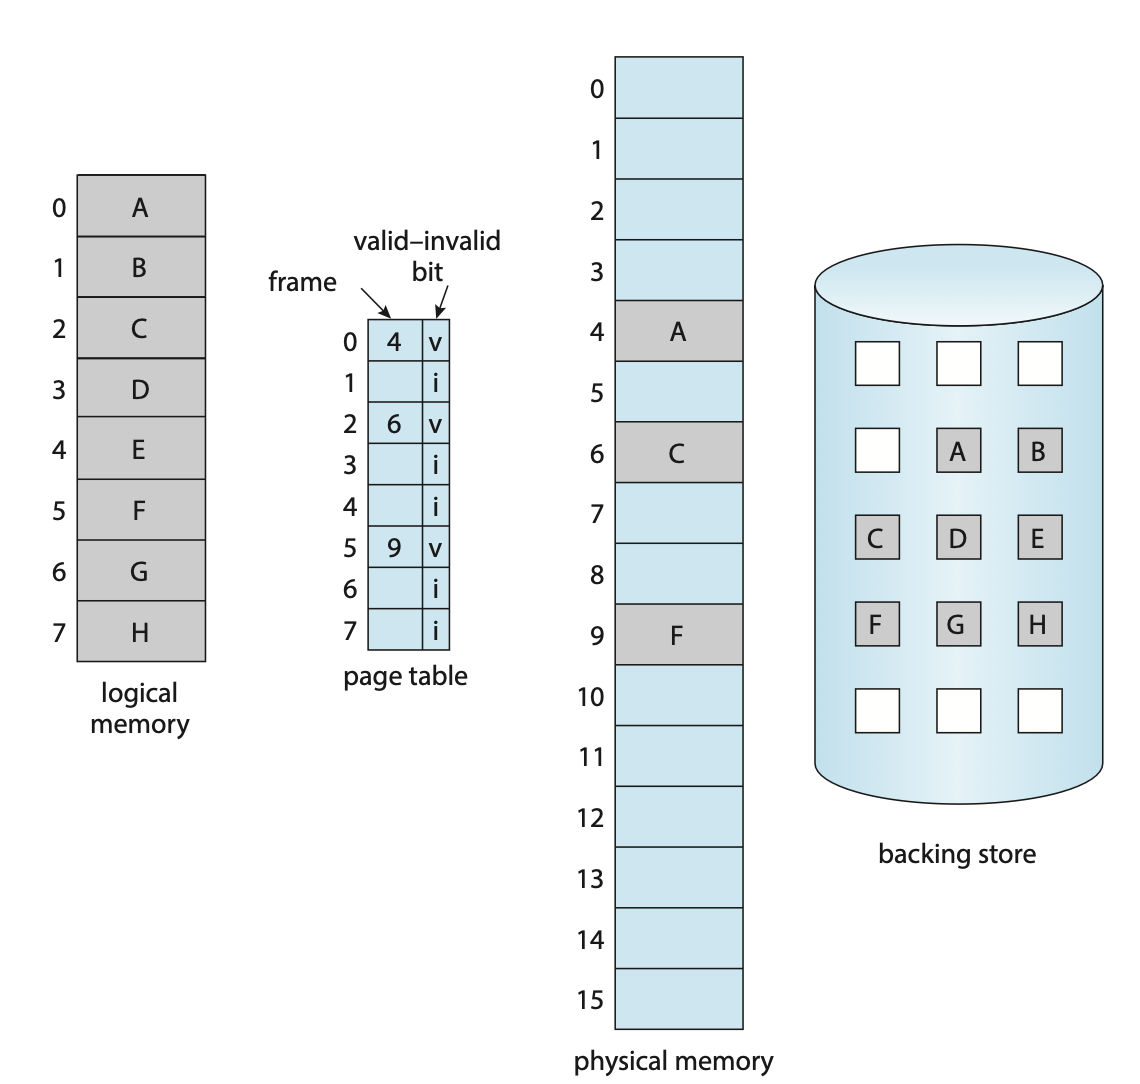 0 A
1 B
2 C
3 D
4 E
5 F
6 G
7 H
logical
memory
frame
valid–invalid
bit
0 4 v
1 i
2 6 v
3 i
4 i
5 9 v
6 i
7 i
page table
0
1
2
3
4 A
5
6 C
7
8
9 F
10
11
12
13
14
15
physical memory
A B
C D E
F G H
backing store